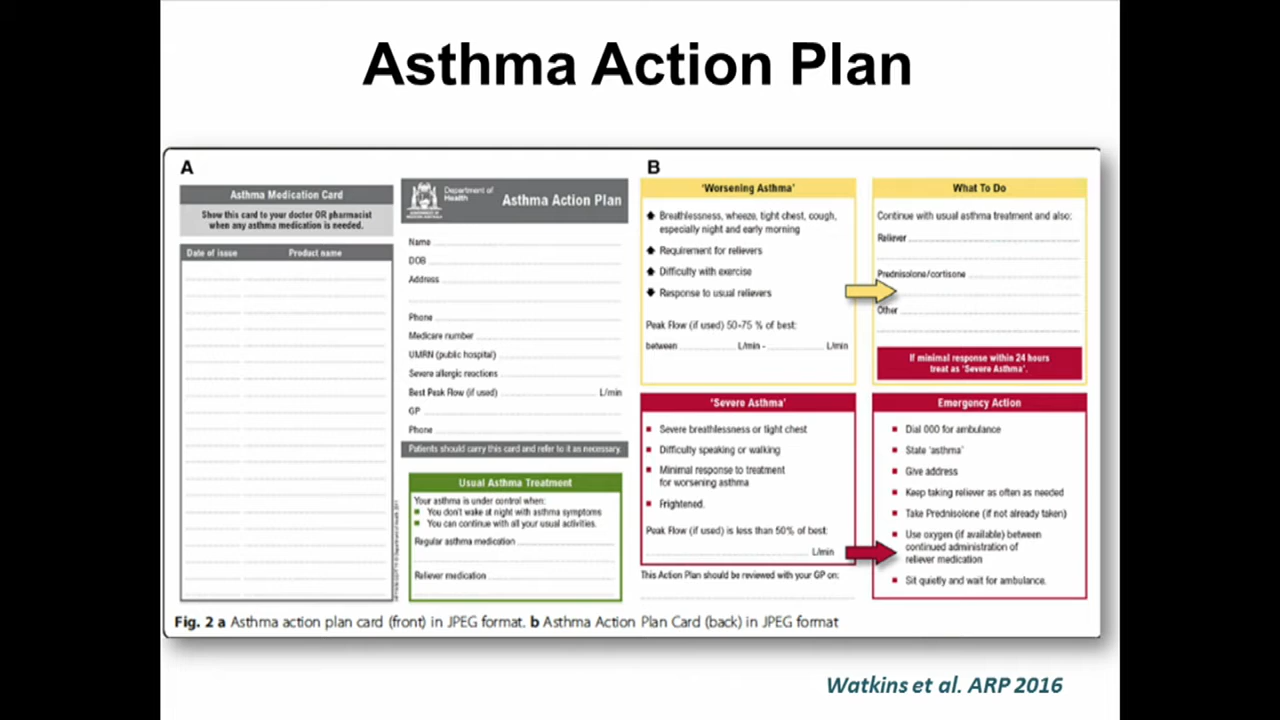 Asthma Action Plan
A
Asthma Medication Card
Show this card to your doctor OR pharmacist
when any asthma medication is needed.
Date of issue Product name
Department of
Health
Asthma Action Plan
Name
DOB
Address
Phone
Medicare number
UMRN (public hospital)
Severe allergic reactions
Best Peak Flow (if used) L/min
GP
Phone
Patients should carry this card and refer to it as necessary.
Usual Asthma Treatment
Your asthma is under control when:
You don't wake at night with asthma symptoms
You can continue with all your usual activities.
Regular asthma medication
Reliever medication
B
'Worsening Asthma'
Breathlessness, wheeze, tight chest, cough,
especially night and early morning
Requirement for relievers
Difficulty with exercise
Response to usual relievers
Peak Flow (if used) 50-75 % of best:
between L/min - L/min
What To Do
Continue with usual asthma treatment and also:
Reliever
Prednisolone/cortisone
Other
If minimal response within 24 hours
treat as 'Severe Asthma'.
'Severe Asthma'
Severe breathlessness or tight chest
Difficulty speaking or walking
Minimal response to treatment
for worsening asthma
Frightened.
Peak Flow (if used) is less than 50% of best:
L/min
This Action Plan should be reviewed with your GP on:
Emergency Action
Dial 000 for ambulance
State 'asthma'
Give address
Keep taking reliever as often as needed
Take Prednisolone (if not already taken)
Use oxygen (if available) between
continued administration of
reliever medication
Sit quietly and wait for ambulance.
Fig. 2 a Asthma action plan card (front) in JPEG format. b Asthma Action Plan Card (back) in JPEG format
Watkins et al. ARP 2016